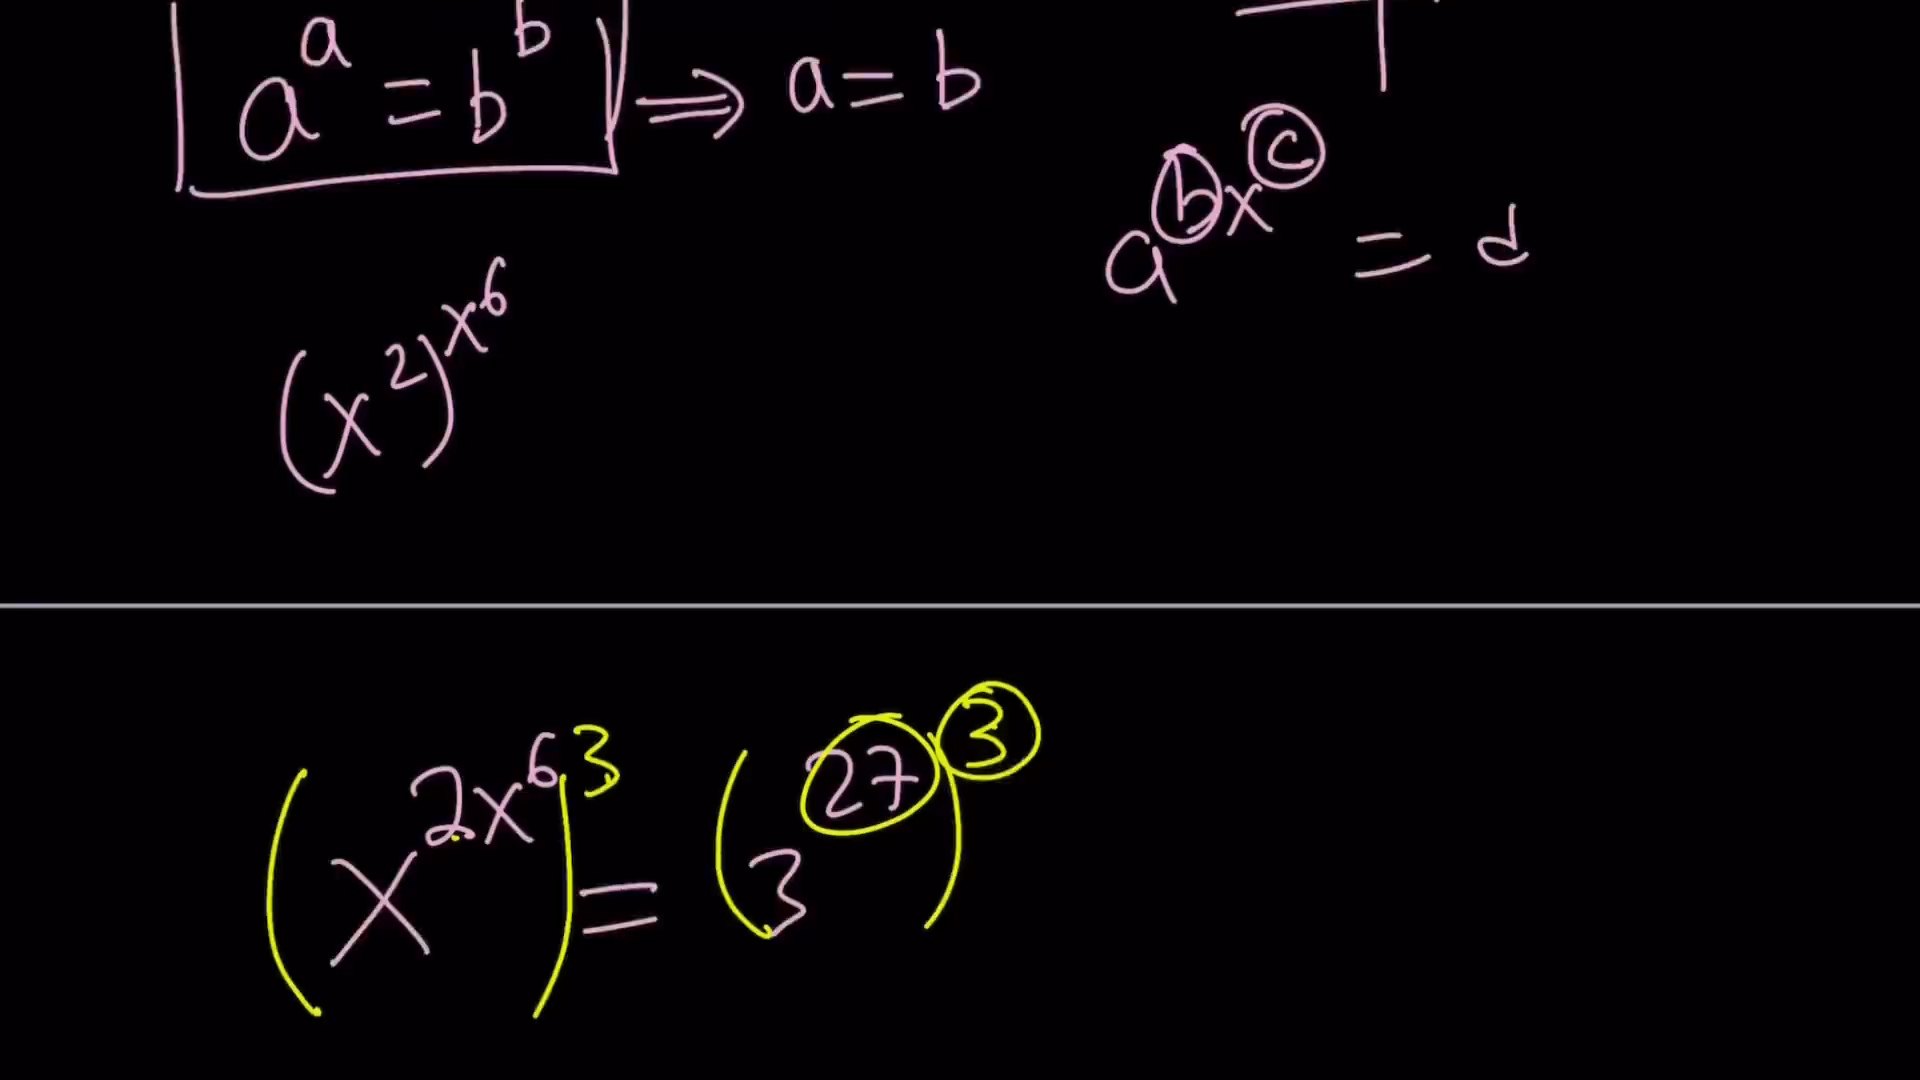 a^a = b^b ⟹ a = b
a^{bx^c} = d
(x^2)^{x^6}
(x^{2x^6})^3 = (3^{27})^3